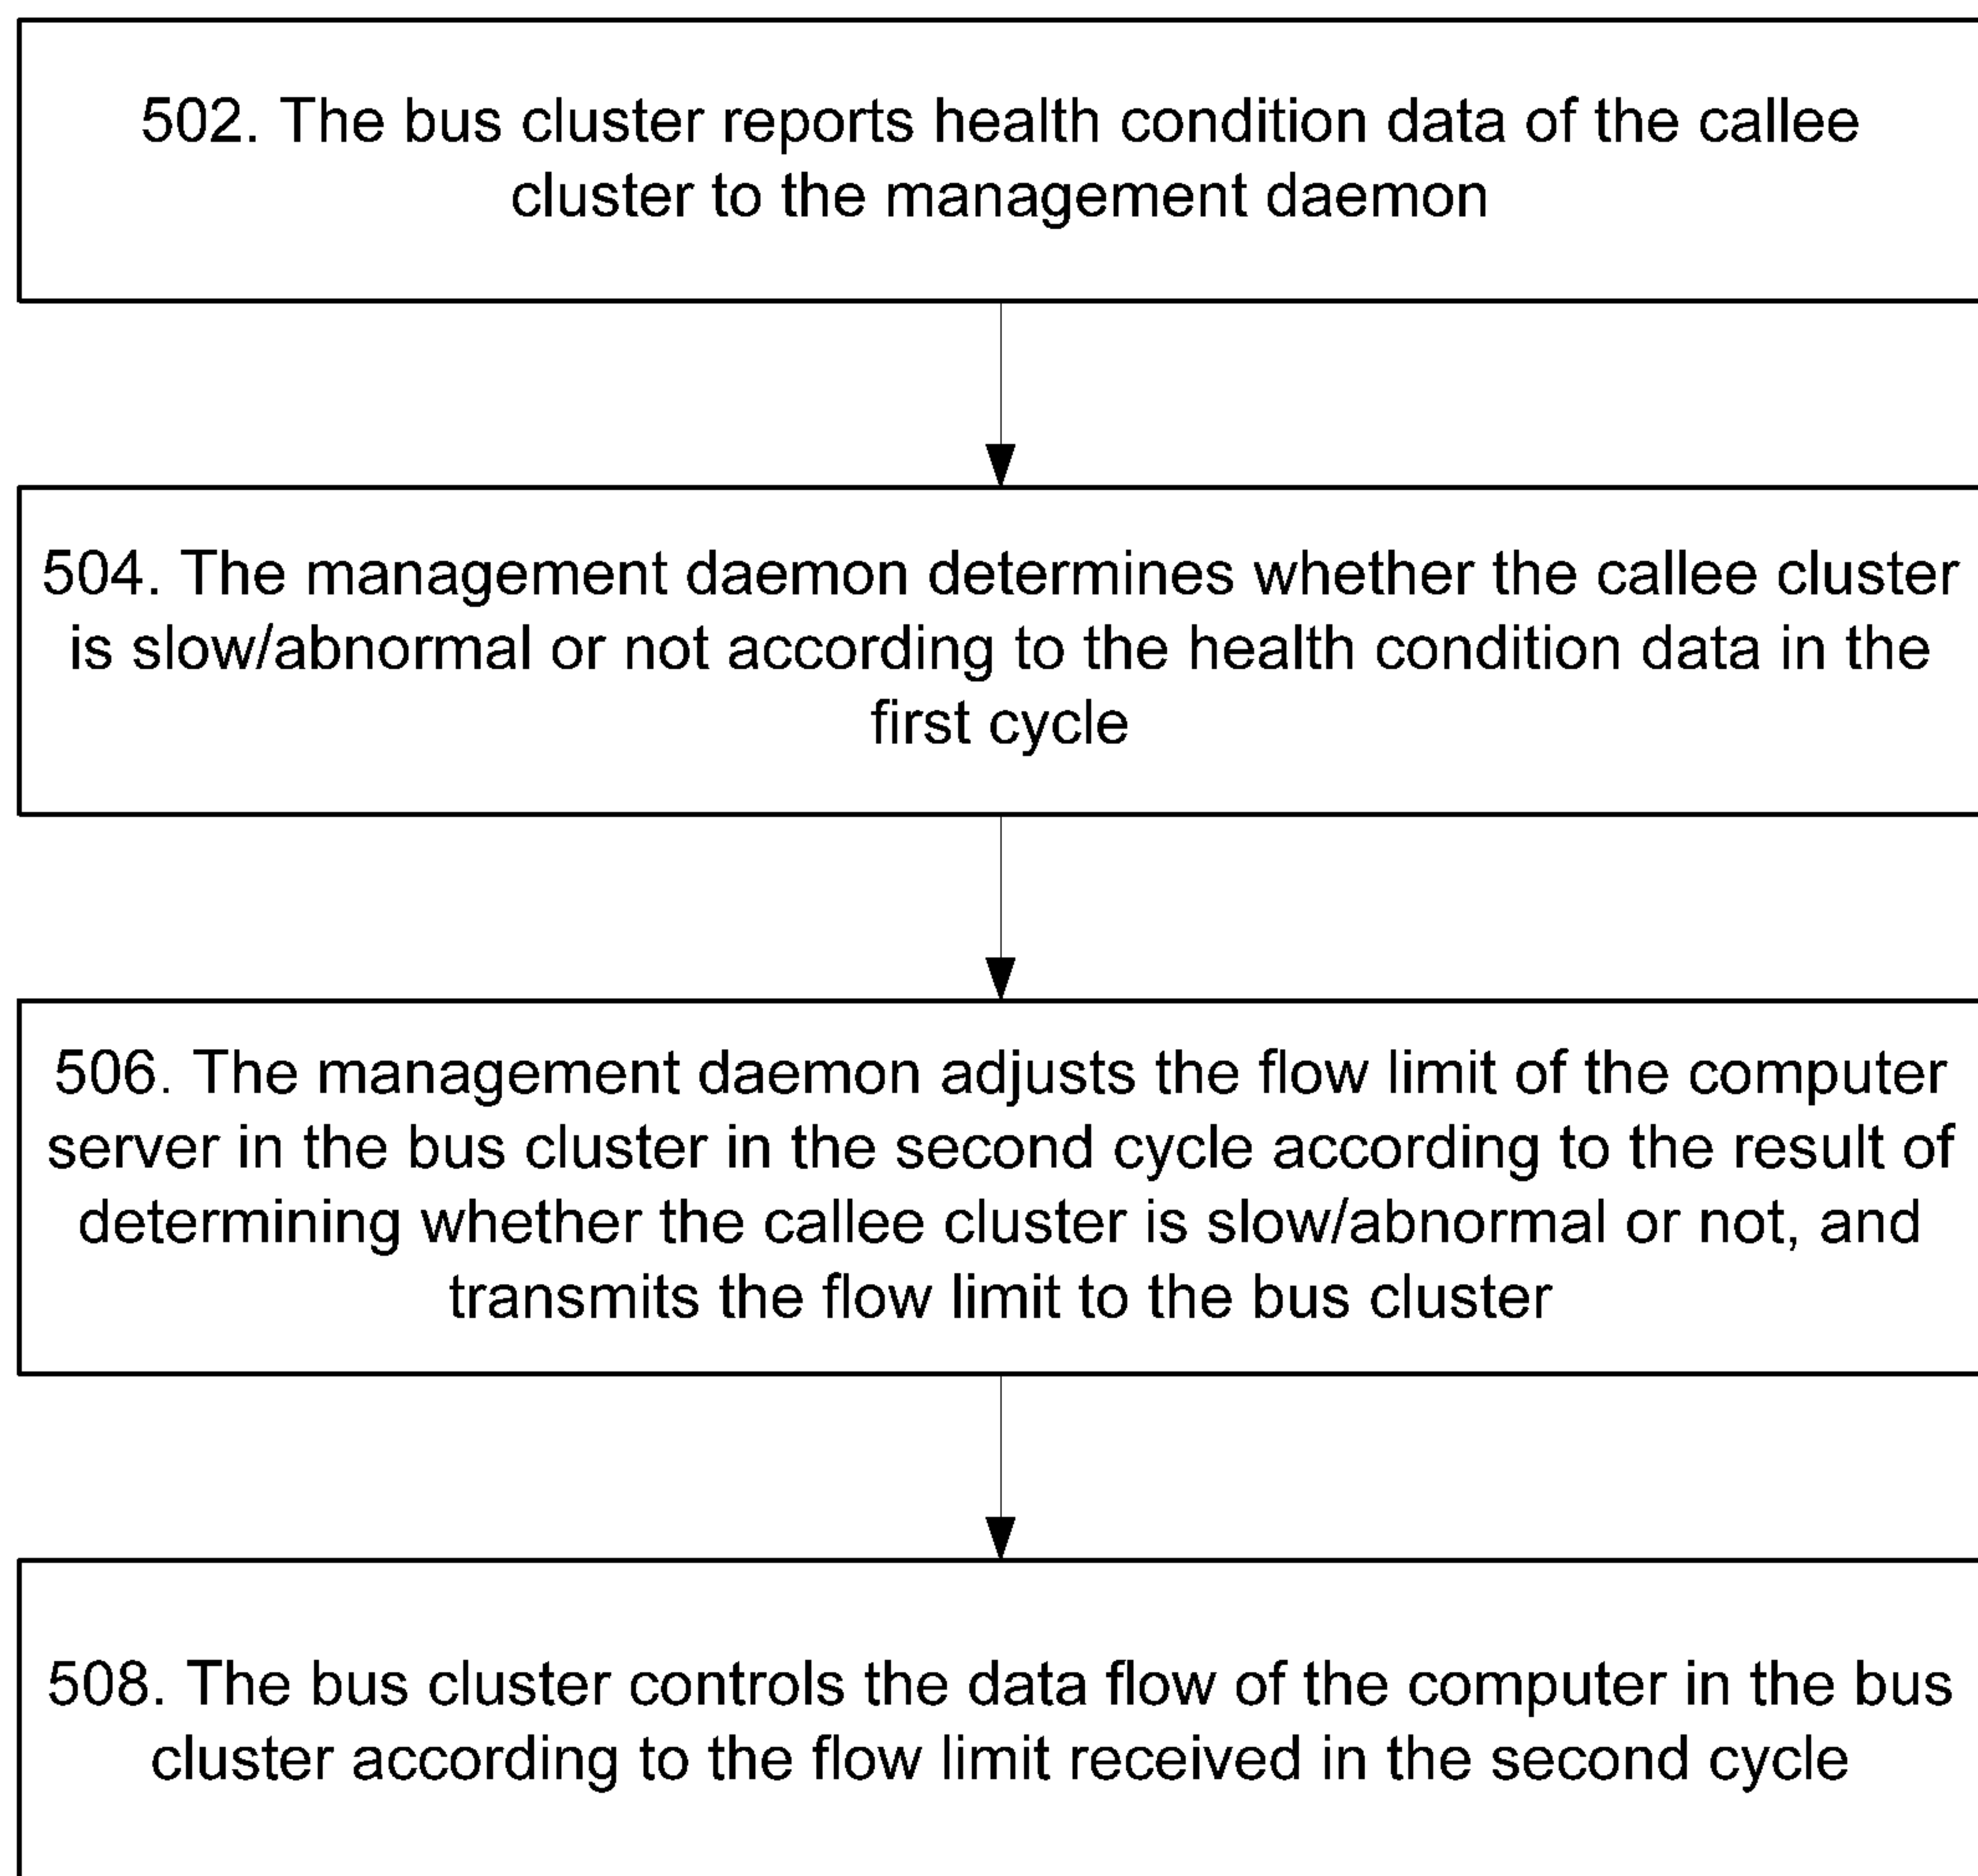 502. The bus cluster reports health condition data of the callee
cluster to the management daemon
504. The management daemon determines whether the callee cluster
is slow/abnormal or not according to the health condition data in the
first cycle
506. The management daemon adjusts the flow limit of the computer
server in the bus cluster in the second cycle according to the result of
determining whether the callee cluster is slow/abnormal or not, and
transmits the flow limit to the bus cluster
508. The bus cluster controls the data flow of the computer in the bus
cluster according to the flow limit received in the second cycle